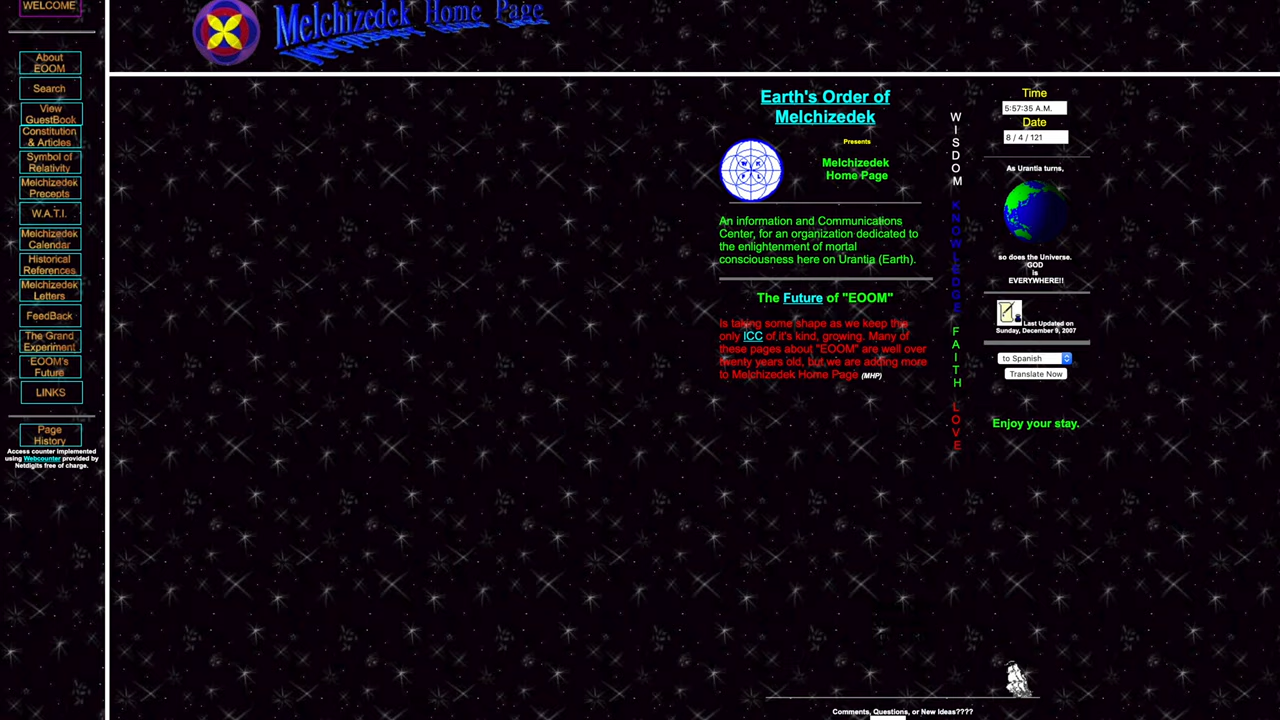 WELCOME
About
EOOM
Search
View
GuestBook
Constitution
& Articles
Symbol of
Relativity
Melchizedek
Precepts
W.A.T.I.
Melchizedek
Calendar
Historical
References
Melchizedek
Letters
FeedBack
The Grand
Experiment
EOOM's
Future
LINKS
Page
History
Access counter implemented
using Webcounter provided by
Netdigits free of charge.
Melchizedek Home Page
Earth's Order of
Melchizedek
Presents
Melchizedek
Home Page
An information and Communications
Center, for an organization dedicated to
the enlightenment of mortal
consciousness here on Urantia (Earth).
The Future of "EOOM"
Is taking some shape as we keep this
only ICC of,it's kind, growing. Many of
these pages about "EOOM" are well over
twenty years old, but we are adding more
to Melchizedek Home Page (MHP)
W
I
S
D
O
M
K
N
O
W
L
E
D
G
E
F
A
I
T
H
L
O
V
E
Time
5:57:35 A.M.
Date
8 / 4 / 121
As Urantia turns,
so does the Universe.
GOD
is
EVERYWHERE!!
Last Updated on
Sunday, December 9, 2007
to Spanish
Translate Now
Enjoy your stay.
Comments, Questions, or New Ideas????